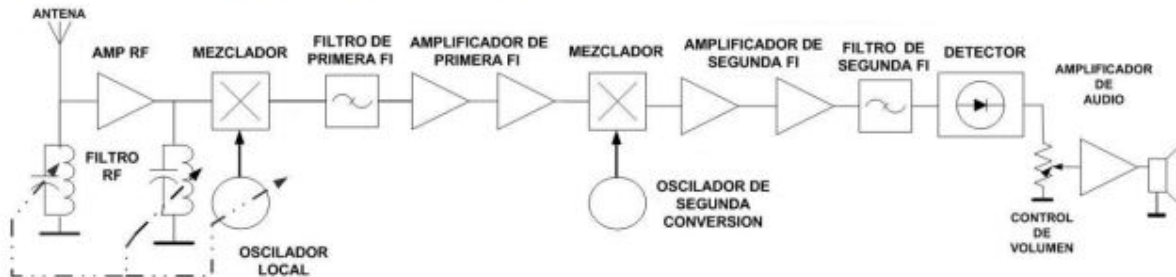 ANTENA
AMP RF
MEZCLADOR
FILTRO DE
PRIMERA FI
AMPLIFICADOR DE
PRIMERA FI
MEZCLADOR
AMPLIFICADOR DE
SEGUNDA FI
FILTRO DE
SEGUNDA FI
DETECTOR
AMPLIFICADOR
DE
AUDIO
FILTRO
RF
OSCILADOR
LOCAL
OSCILADOR DE
SEGUNDA
CONVERSION
CONTROL
DE
VOLUMEN